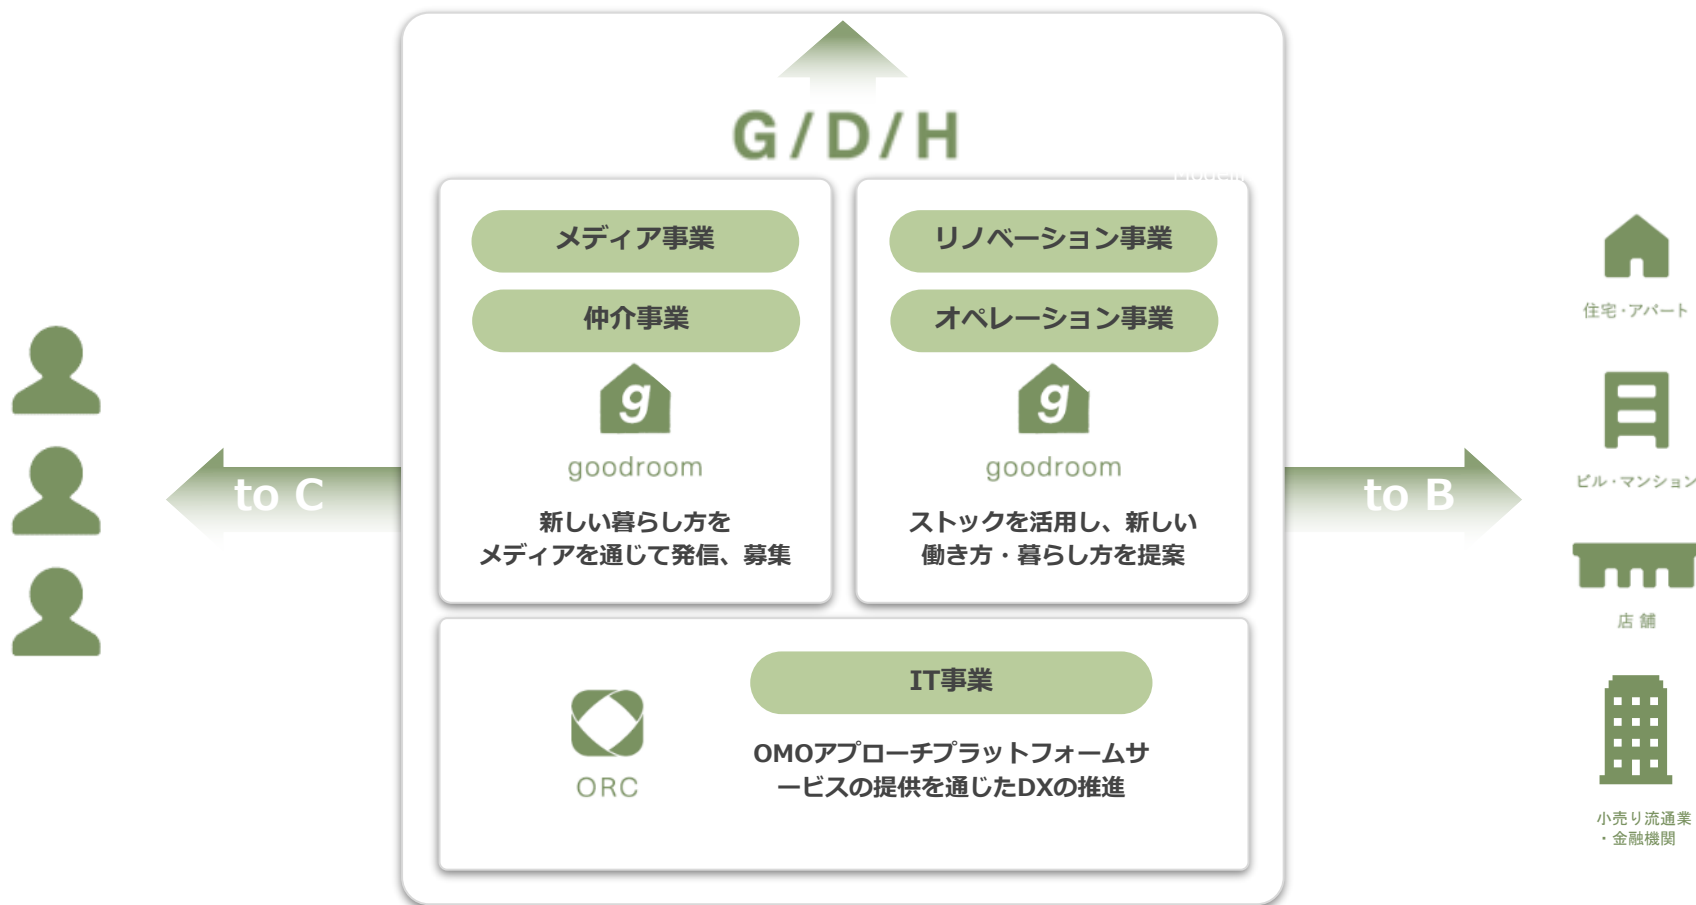 G/D/H
メディア事業
仲介事業
g
goodroom
新しい暮らし方を
メディアを通じて発信、募集
リノベーション事業
オペレーション事業
g
goodroom
ストックを活用し、新しい
働き方・暮らし方を提案
IT事業
ORC
OMOアプローチプラットフォームサ
ービスの提供を通じたDXの推進
to C
to B
住宅・アパート
ビル・マンション
店舗
小売り流通業
・金融機関